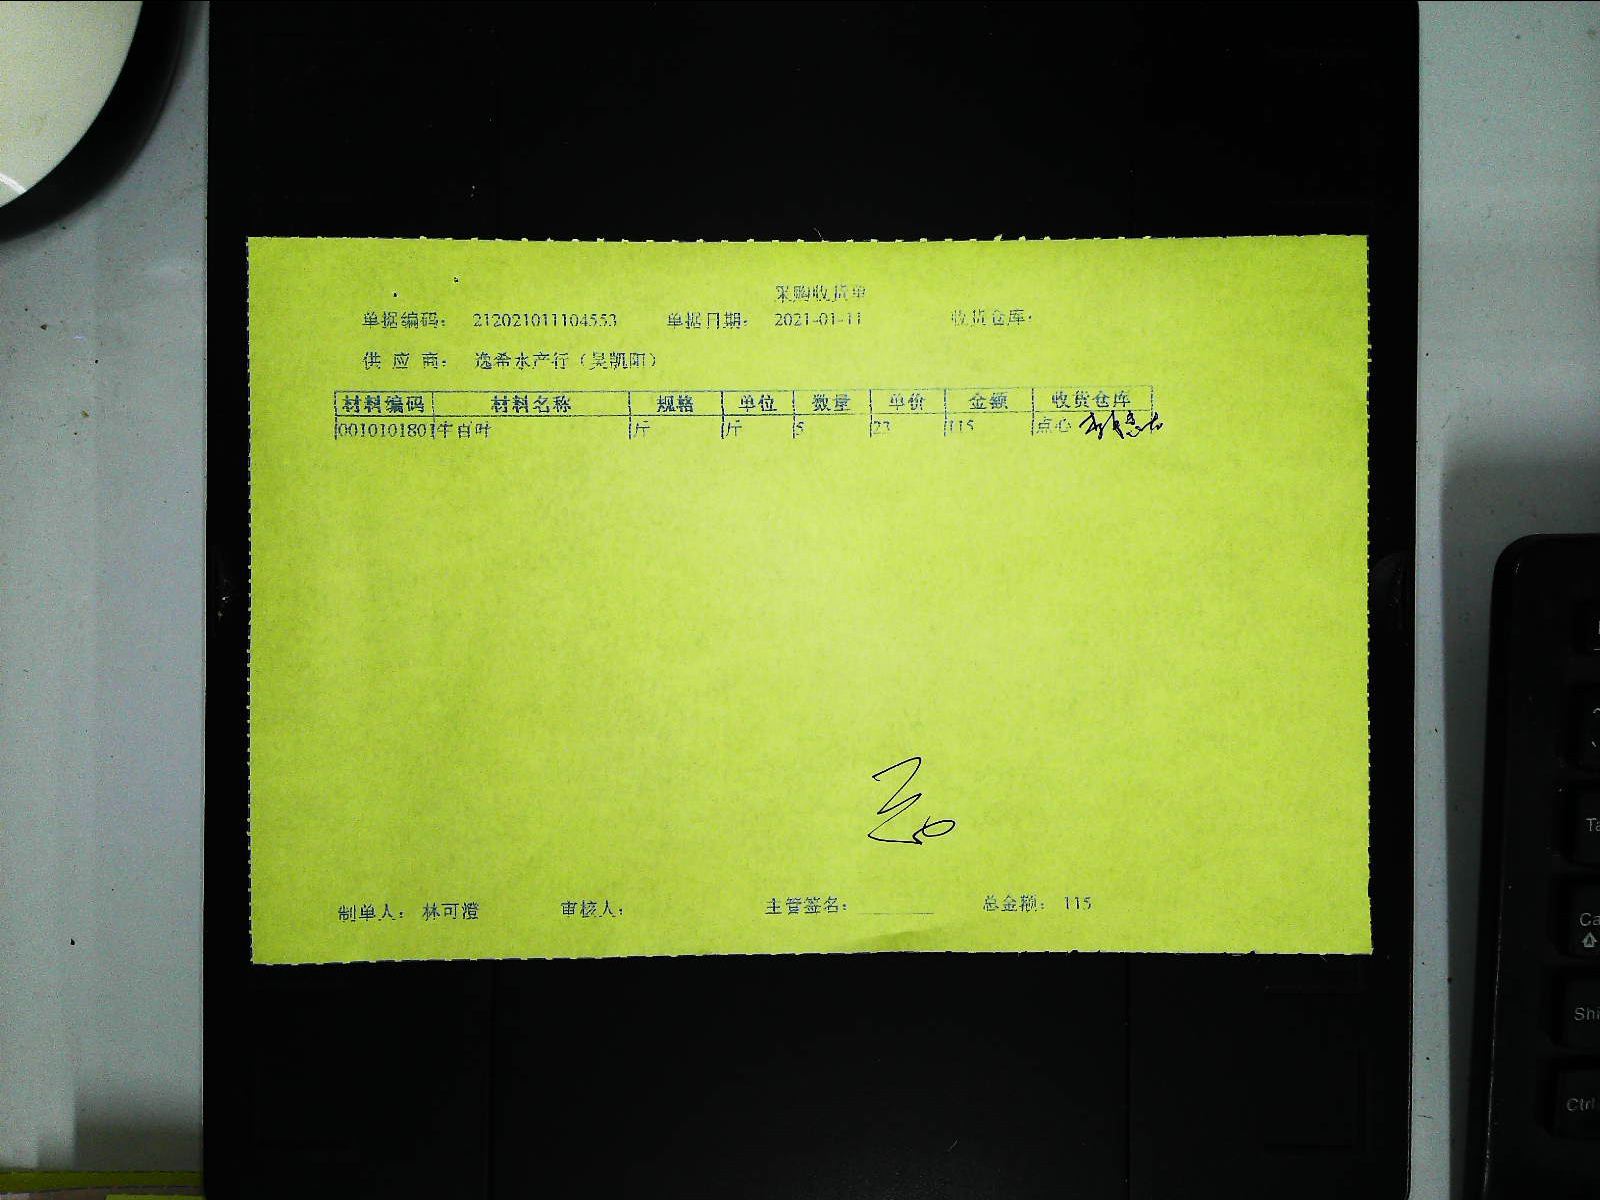 采购收货单
单据编码： 212021011104553 单据日期： 2021-01-11 收货仓库：
供 应 商： 逸希水产行（吴凯阳）
材料编码 材料名称 规格 单位 数量 单价 金额 收货仓库
0010101801 牛百叶 斤 斤 5 23 115 点心
制单人： 林可澄 审核人： 主管签名： 总金额： 115
Ctrl